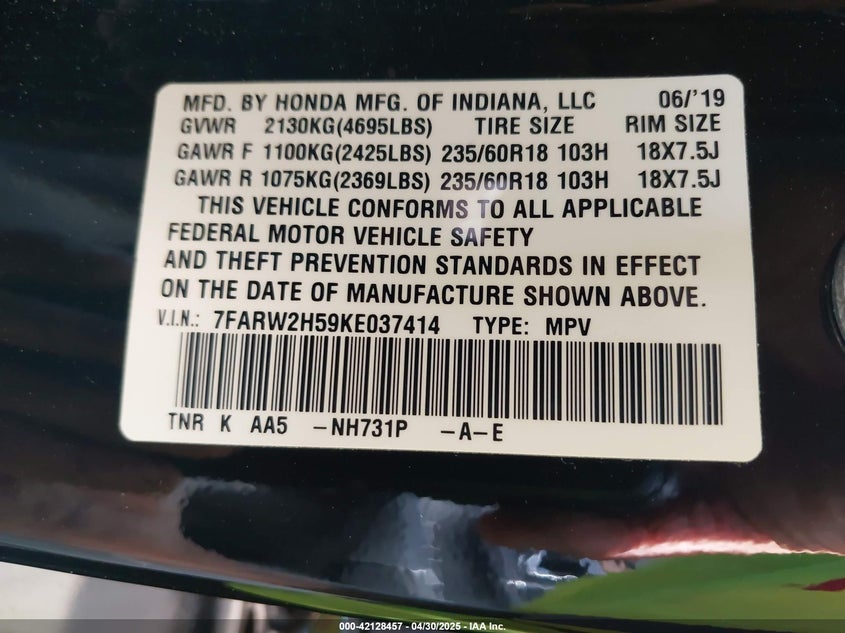 MFD. BY HONDA MFG. OF INDIANA, LLC 06/'19
GVWR 2130KG(4695LBS) TIRE SIZE RIM SIZE
GAWR F 1100KG(2425LBS) 235/60R18 103H 18X7.5J
GAWR R 1075KG(2369LBS) 235/60R18 103H 18X7.5J
THIS VEHICLE CONFORMS TO ALL APPLICABLE
FEDERAL MOTOR VEHICLE SAFETY
AND THEFT PREVENTION STANDARDS IN EFFECT
ON THE DATE OF MANUFACTURE SHOWN ABOVE.
V.I.N.: 7FARW2H59KE037414 TYPE: MPV
TNR K AA5 -NH731P -A-E
000-42128457 - 04/30/2025 - IAA Inc.